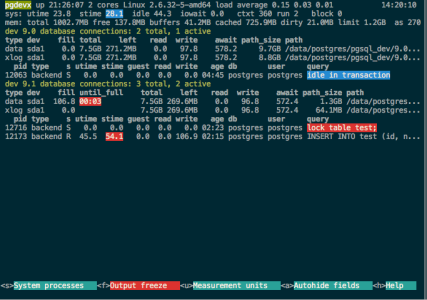 pgdevx up 21:26:07 2 cores Linux 2.6.32-5-amd64 load average 0.15 0.03 0.01 14:20:10
sys: utime 23.8 stime 28.1 idle 44.3 iowait 0.0 ctxt 360 run 2 block 0
mem: total 1002.7MB free 137.8MB buffers 41.2MB cached 725.9MB dirty 21.0MB limit 1.2GB as 270
dev 9.0 database connections: 2 total, 1 active
type dev fill total left read write await path_size path
data sda1 0.0 7.5GB 271.2MB 0.0 97.8 578.2 9.7GB /data/postgres/pgsql_dev/9.0...
xlog sda1 0.0 7.5GB 271.2MB 0.0 97.8 578.2 8.8GB /data/postgres/pgsql_dev/9.0...
pid type s utime stime guest read write age db user query
12063 backend S 0.0 0.0 0.0 0.0 0.0 04:45 postgres postgres idle in transaction
dev 9.1 database connections: 3 total, 2 active
type dev fill until_full total left read write await path_size path
data sda1 106.8 00:03 7.5GB 269.6MB 0.0 96.8 572.4 1.3GB /data/postgres...
xlog sda1 0.0 7.5GB 269.6MB 0.0 96.8 572.4 64.1MB /data/postgres...
pid type s utime stime guest read write age db user query
12716 backend S 0.0 0.0 0.0 0.0 0.0 02:23 postgres postgres lock table test;
12173 backend R 45.5 54.1 0.0 0.0 106.9 02:15 postgres postgres INSERT INTO test (id, n...
<s>System processes <f>Output freeze <u>Measurement units <a>Autohide fields <h>Help